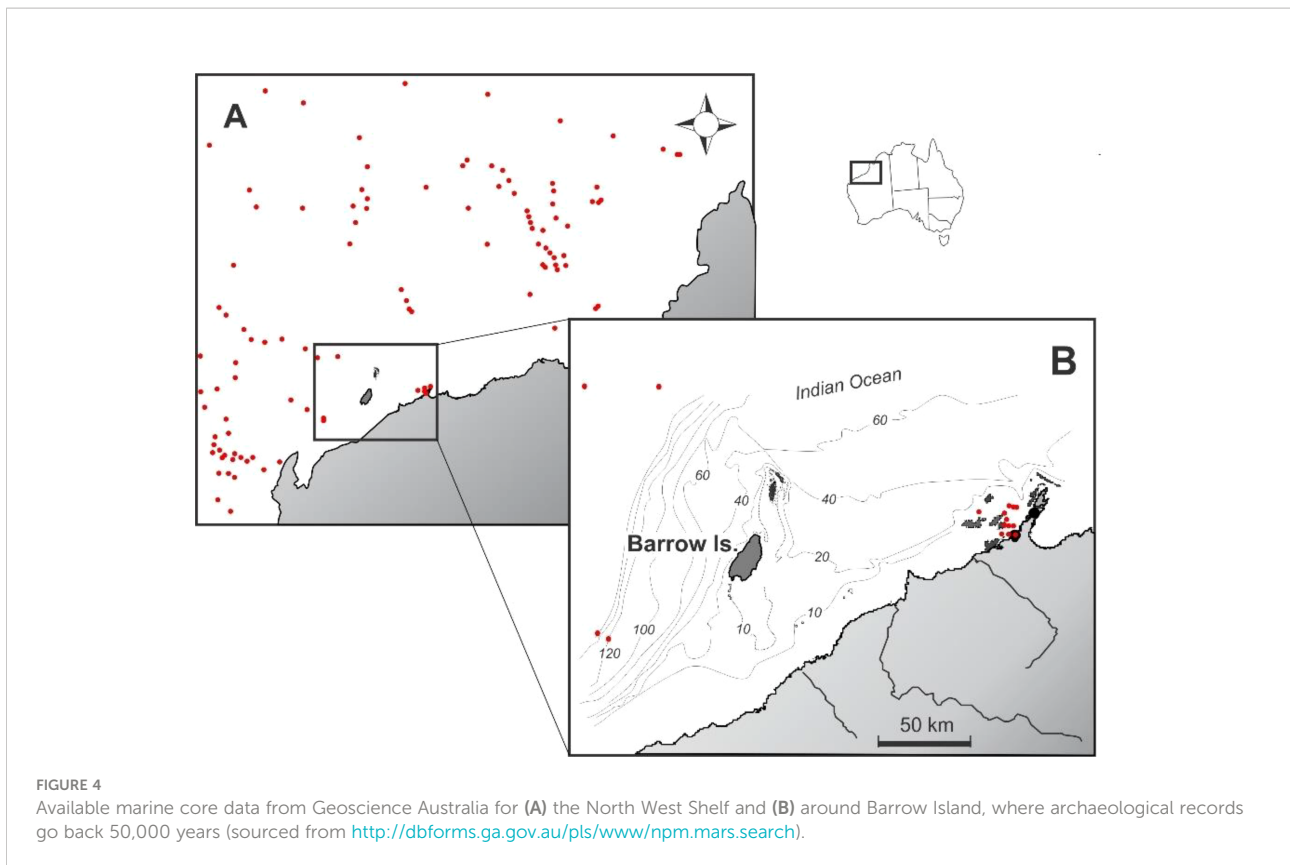 A
B
Indian Ocean
60
60
40
40
Barrow Is.
20
10
100
10
120
50 km
FIGURE 4
Available marine core data from Geoscience Australia for (A) the North West Shelf and (B) around Barrow Island, where archaeological records
go back 50,000 years (sourced from http://dbforms.ga.gov.au/pls/www/npm.mars.search).